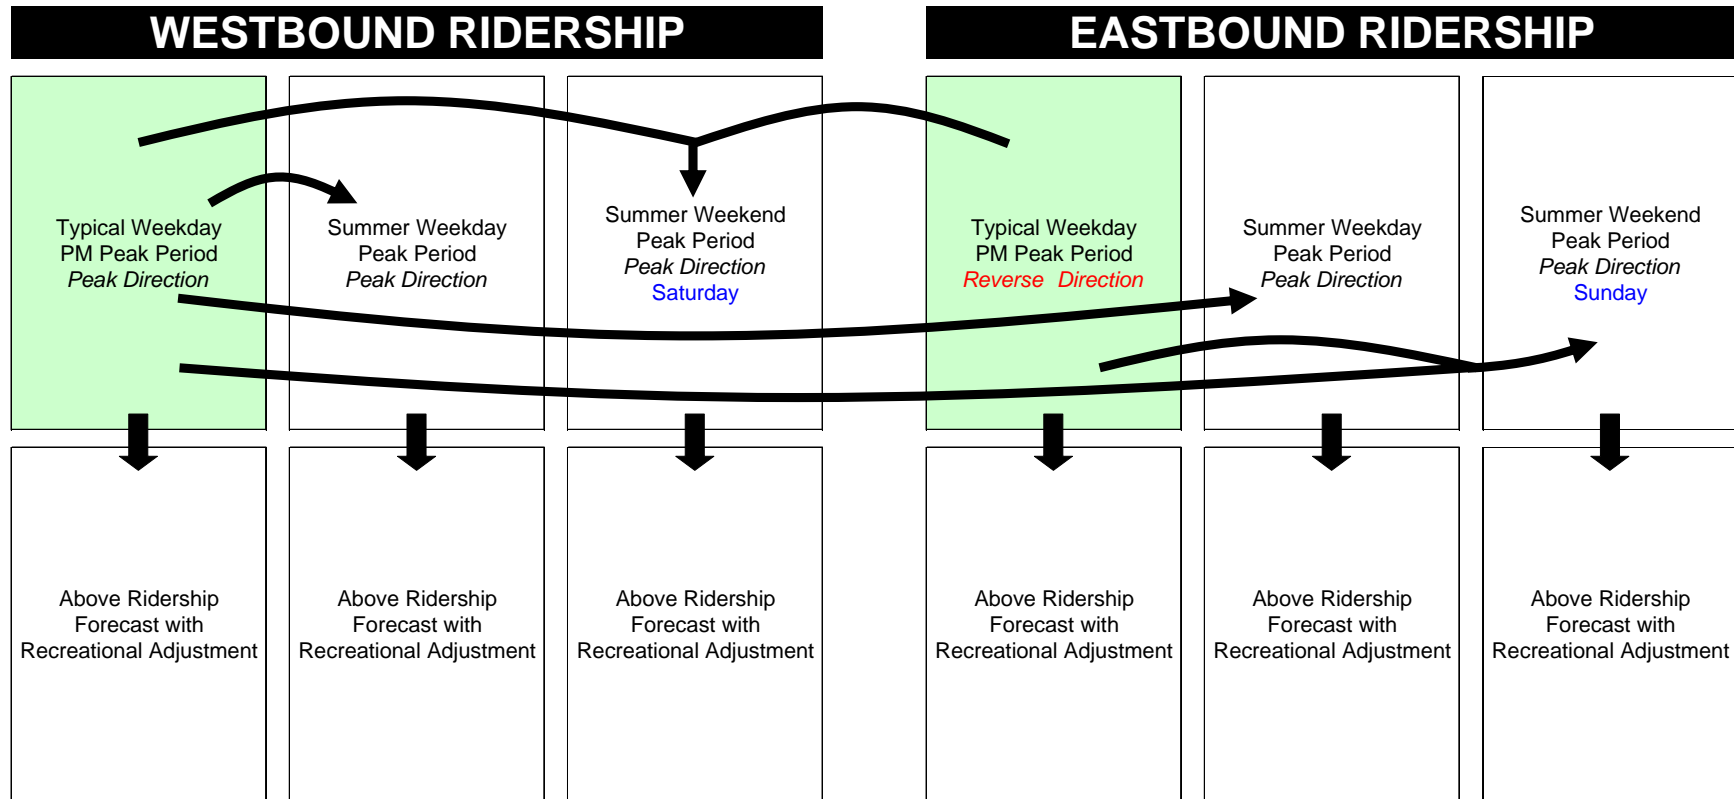 WESTBOUND RIDERSHIP
EASTBOUND RIDERSHIP
Typical Weekday
PM Peak Period
Peak Direction
Summer Weekday
Peak Period
Peak Direction
Summer Weekend
Peak Period
Peak Direction
Saturday
Typical Weekday
PM Peak Period
Reverse Direction
Summer Weekday
Peak Period
Peak Direction
Summer Weekend
Peak Period
Peak Direction
Sunday
Above Ridership
Forecast with
Recreational Adjustment
Above Ridership
Forecast with
Recreational Adjustment
Above Ridership
Forecast with
Recreational Adjustment
Above Ridership
Forecast with
Recreational Adjustment
Above Ridership
Forecast with
Recreational Adjustment
Above Ridership
Forecast with
Recreational Adjustment